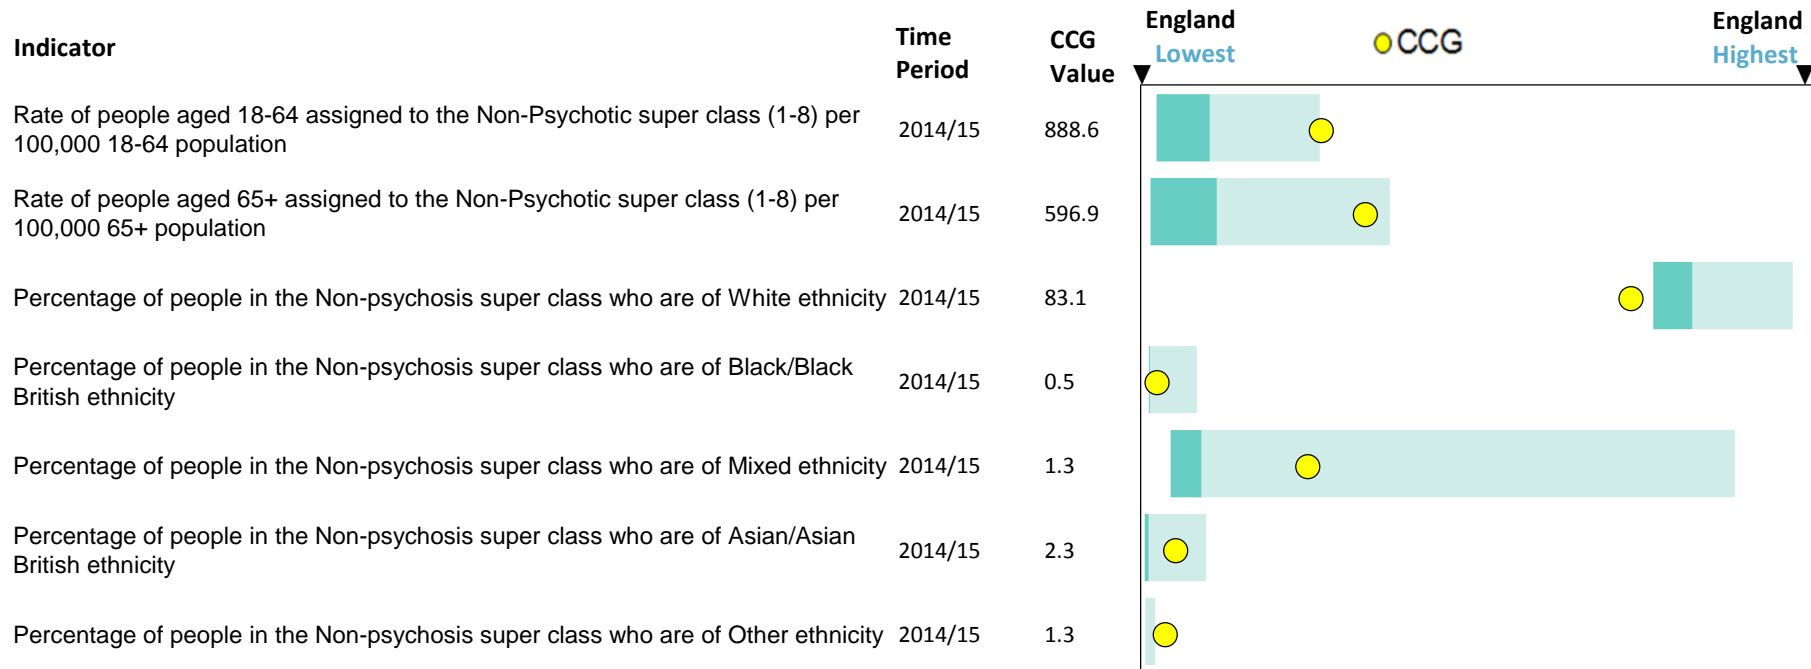 Indicator
Time
Period
CCG
Value
England
Lowest
CCG
England
Highest
Rate of people aged 18-64 assigned to the Non-Psychotic super class (1-8) per
100,000 18-64 population
2014/15
888.6
Rate of people aged 65+ assigned to the Non-Psychotic super class (1-8) per
100,000 65+ population
2014/15
596.9
Percentage of people in the Non-psychosis super class who are of White ethnicity
2014/15
83.1
Percentage of people in the Non-psychosis super class who are of Black/Black
British ethnicity
2014/15
0.5
Percentage of people in the Non-psychosis super class who are of Mixed ethnicity
2014/15
1.3
Percentage of people in the Non-psychosis super class who are of Asian/Asian
British ethnicity
2014/15
2.3
Percentage of people in the Non-psychosis super class who are of Other ethnicity
2014/15
1.3